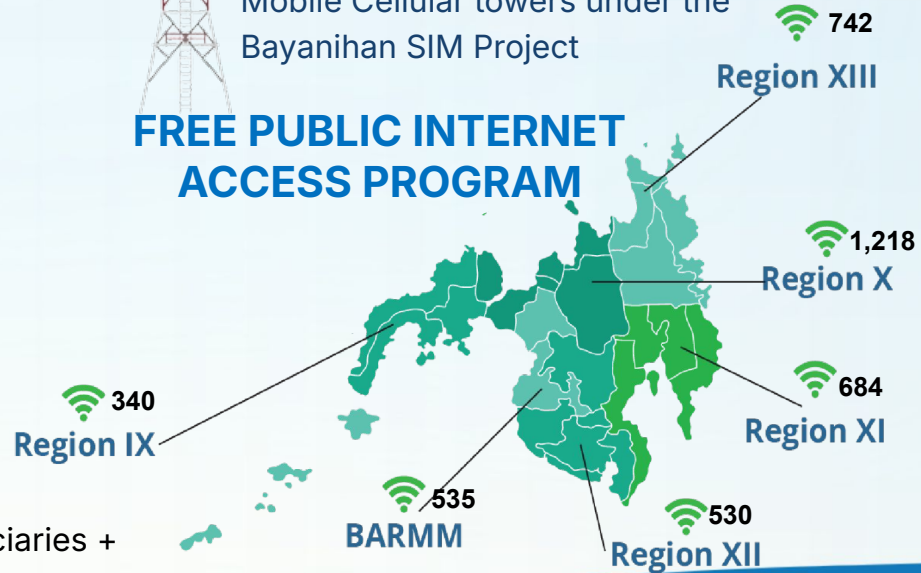 Mobile Cellular towers under the
Bayanihan SIM Project
FREE PUBLIC INTERNET
ACCESS PROGRAM
742
Region XIII
1,218
Region X
684
Region XI
340
Region IX
535
BARMM
530
Region XII
ciaries +